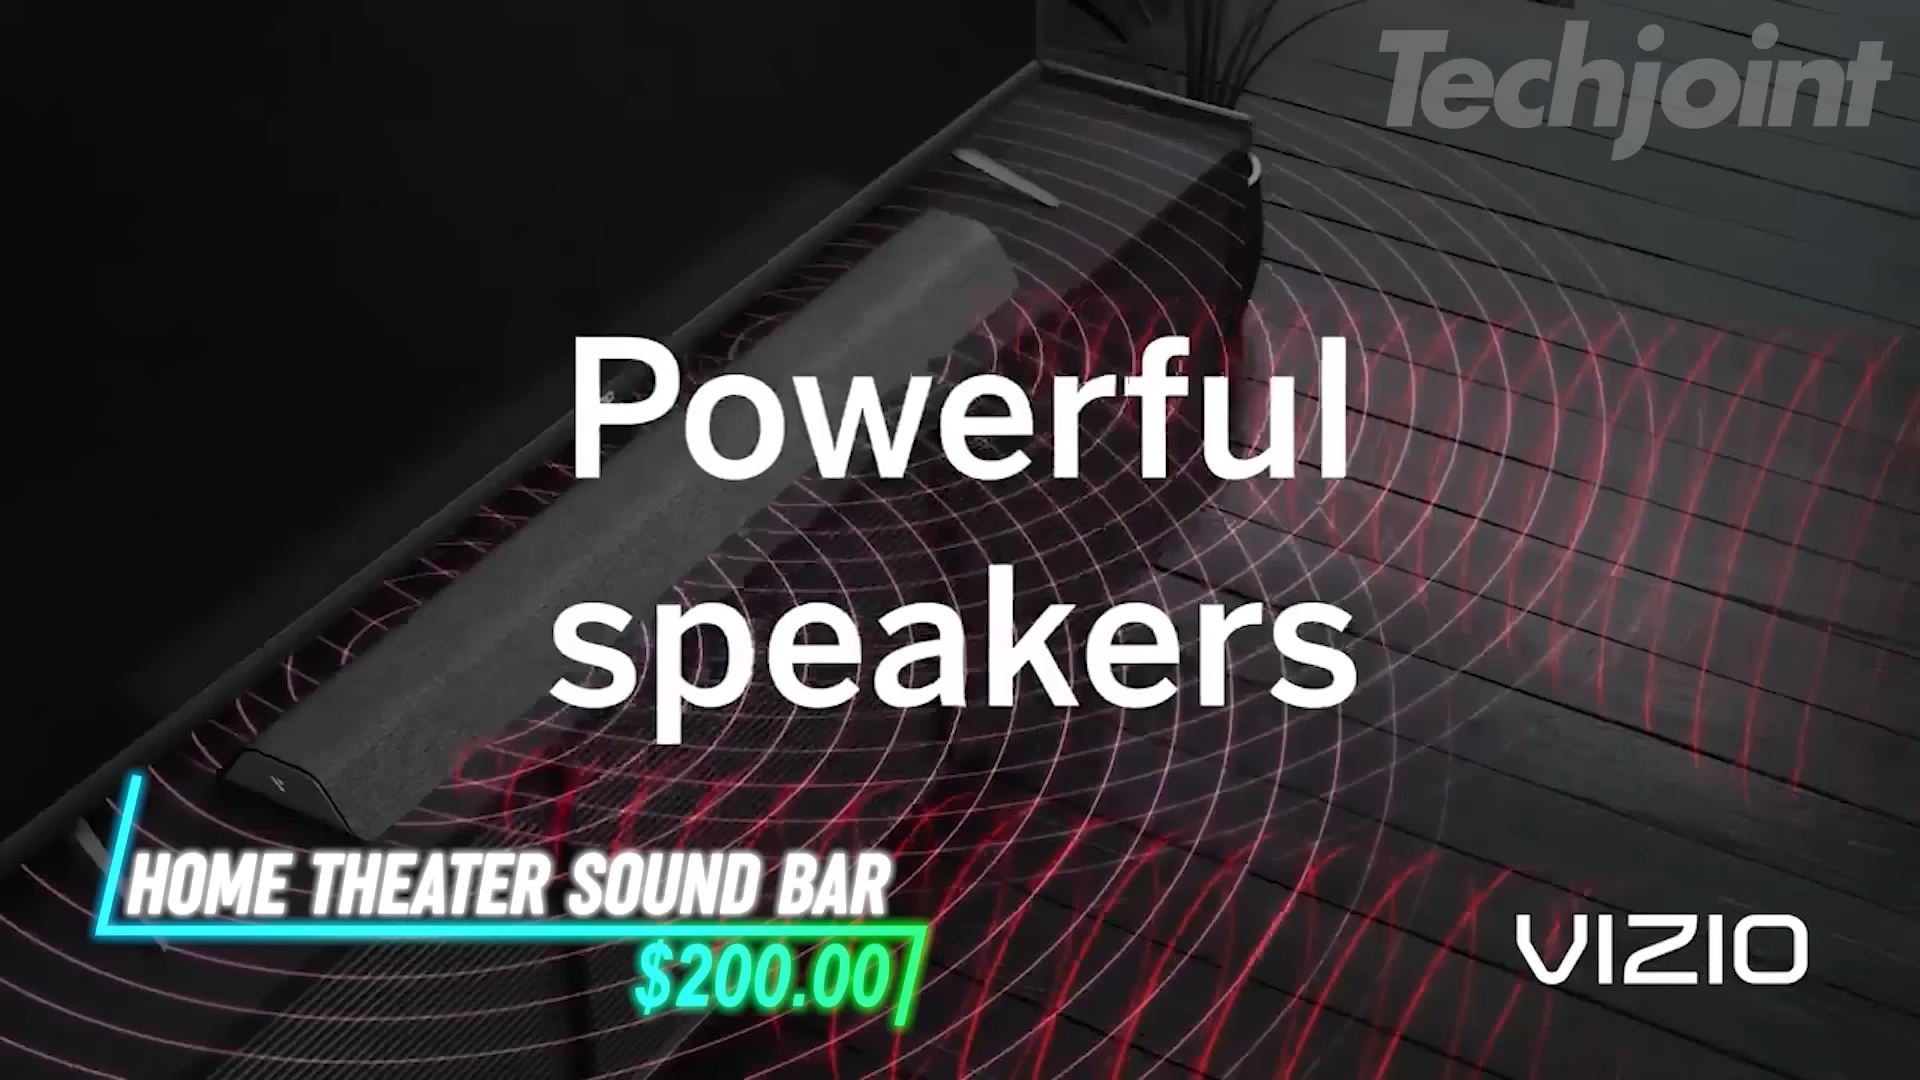 Techjoint
Powerful
speakers
HOME THEATER SOUND BAR
$200.00
VIZIO